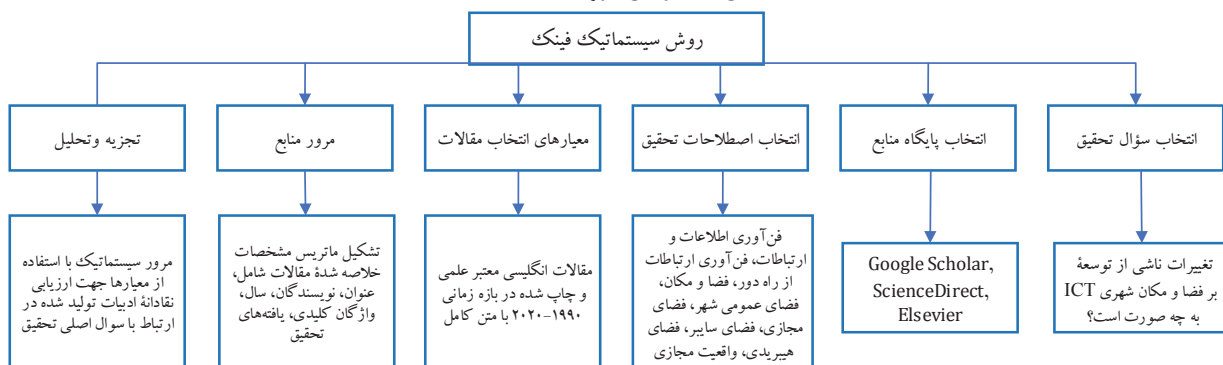 روش سیستماتیک فینک
انتخاب سؤال تحقیق
انتخاب پایگاه منابع
انتخاب اصطلاحات تحقیق
معیارهای انتخاب مقالات
مرور منابع
تجزیه وتحلیل
تغییرات ناشی از توسعهٔ
ICT بر فضا و مکان شهری
به چه صورت است؟
Google Scholar,
ScienceDirect,
Elsevier
فن‌آوری اطلاعات و
ارتباطات، فن‌آوری ارتباطات
از راه دور، فضا و مکان،
فضای عمومی شهر، فضای
مجازی، فضای سایبر، فضای
هیبریدی، واقعیت مجازی
مقالات انگلیسی معتبر علمی
و چاپ شده در بازه زمانی
۱۹۹۰-۲۰۲۰ با متن کامل
تشکیل ماتریس مشخصات
خلاصه شدهٔ مقالات شامل،
عنوان، نویسندگان، سال،
واژگان کلیدی، یافته‌های
تحقیق
مرور سیستماتیک با استفاده
از معیارها جهت ارزیابی
نقادانهٔ ادبیات تولید شده در
ارتباط با سوال اصلی تحقیق